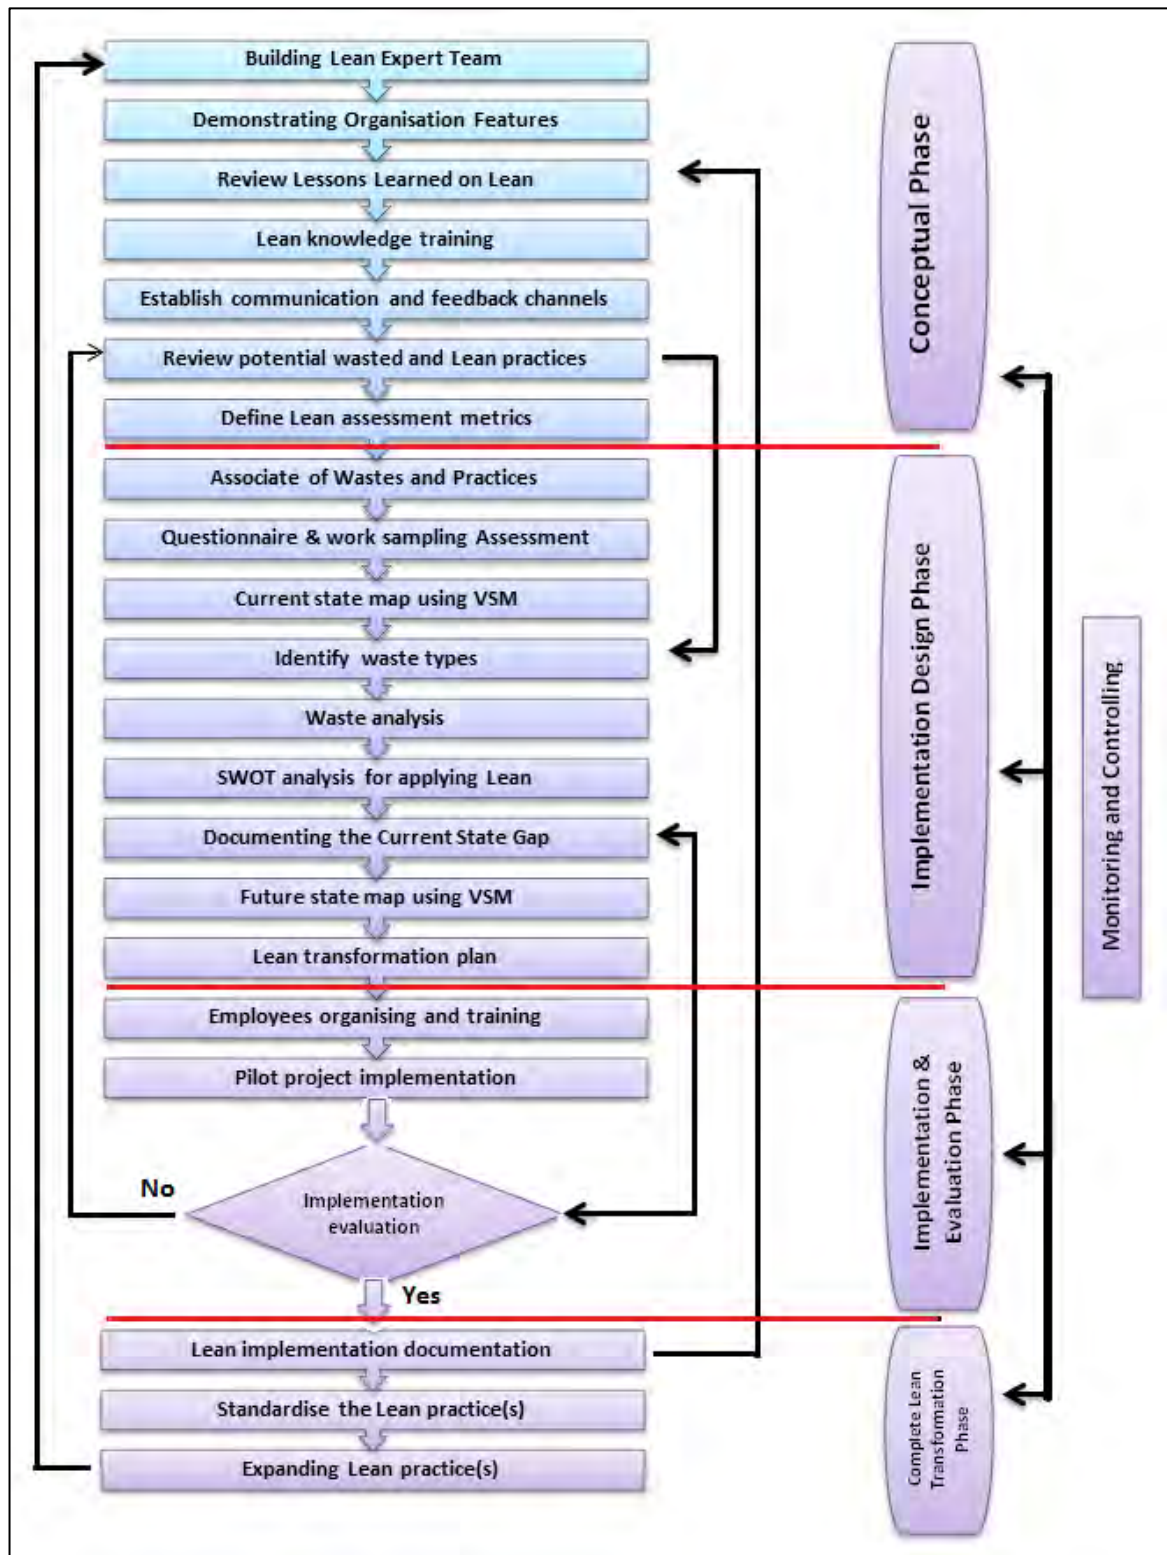 Building Lean Expert Team
Demonstrating Organisation Features
Review Lessons Learned on Lean
Lean knowledge training
Establish communication and feedback channels
Review potential wasted and Lean practices
Define Lean assessment metrics
Associate of Wastes and Practices
Questionnaire & work sampling Assessment
Current state map using VSM
Identify waste types
Waste analysis
SWOT analysis for applying Lean
Documenting the Current State Gap
Future state map using VSM
Lean transformation plan
Employees organising and training
Pilot project implementation
No
Implementation
evaluation
Yes
Lean implementation documentation
Standardise the Lean practice(s)
Expanding Lean practice(s)
Conceptual Phase
Implementation Design Phase
Implementation &
Evaluation Phase
Complete Lean
Transformation
Phase
Monitoring and Controlling